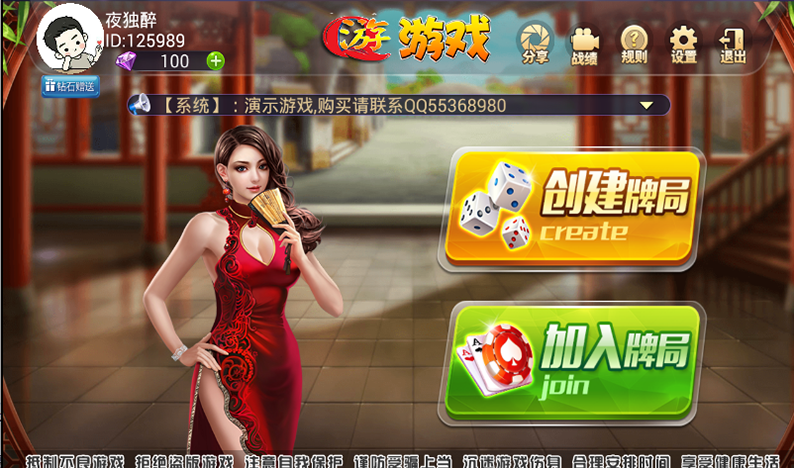 夜独醉
ID:125989
100
钻石赠送
游 游戏
分享
战绩
规则
设置
退出
【系统】:演示游戏,购买请联系QQ55368980
创建牌局
create
加入牌局
join
抵制不良游戏 拒绝盗版游戏 注意自我保护 谨防受骗上当 沉迷游戏伤身 合理安排时间 享受健康生活